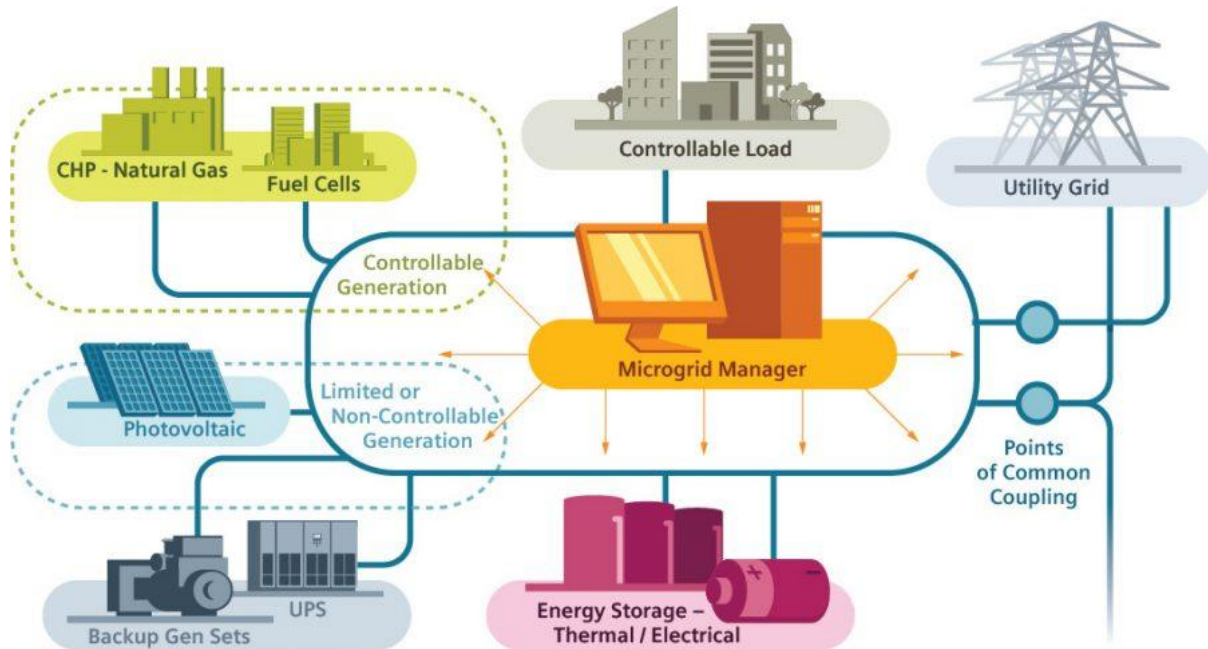 CHP - Natural Gas
Fuel Cells
Controllable Load
Utility Grid
Controllable
Generation
Microgrid Manager
Photovoltaic
Limited or
Non-Controllable
Generation
Points
of Common
Coupling
UPS
Backup Gen Sets
Energy Storage –
Thermal / Electrical
+
-